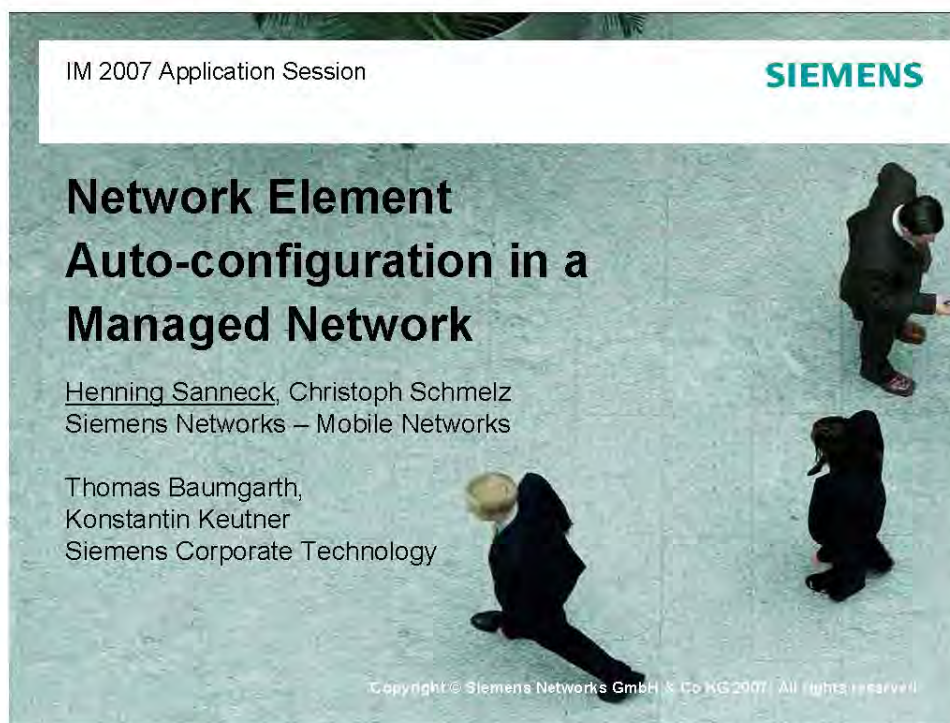 IM 2007 Application Session
SIEMENS
Network Element
Auto-configuration in a
Managed Network
Henning Sanneck, Christoph Schmelz
Siemens Networks – Mobile Networks
Thomas Baumgarth,
Konstantin Keutner
Siemens Corporate Technology
Copyright © Siemens Networks GmbH & Co KG 2007. All rights reserved.